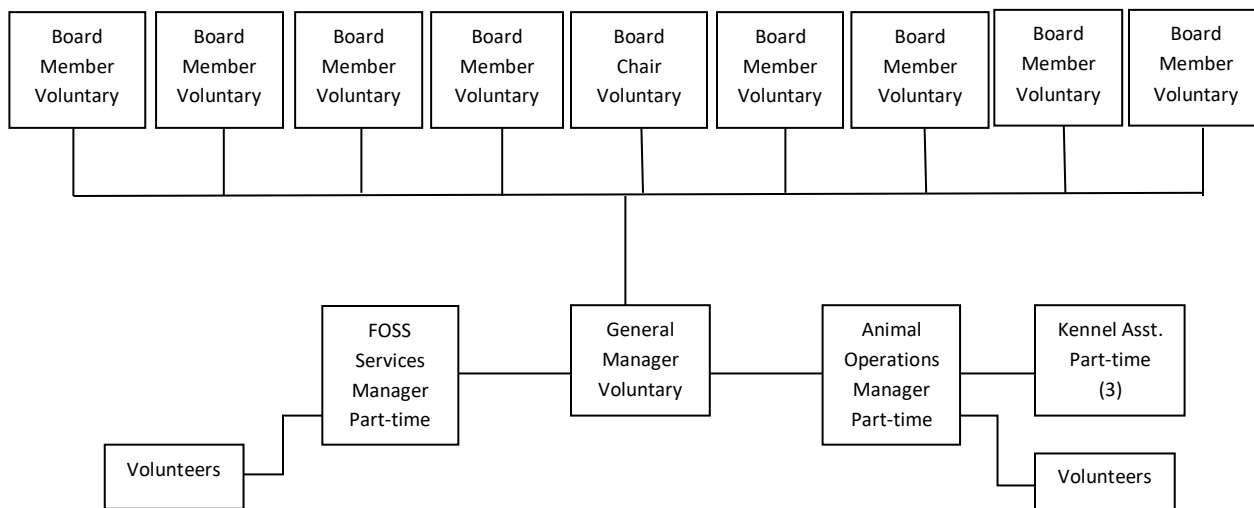 Board
Member
Voluntary
Board
Member
Voluntary
Board
Member
Voluntary
Board
Member
Voluntary
Board
Chair
Voluntary
Board
Member
Voluntary
Board
Member
Voluntary
Board
Member
Voluntary
Board
Member
Voluntary
FOSS
Services
Manager
Part-time
General
Manager
Voluntary
Animal
Operations
Manager
Part-time
Kennel Asst.
Part-time
(3)
Volunteers
Volunteers